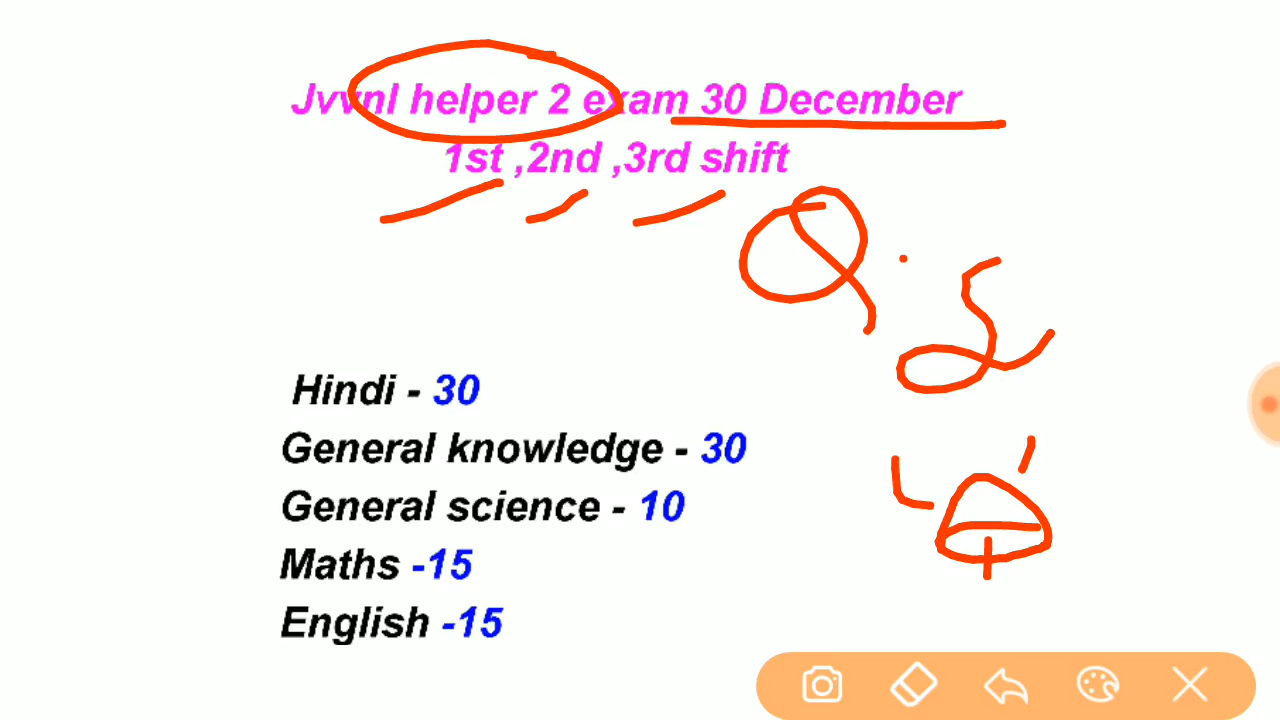 Jvvnl helper 2 exam 30 December
1st ,2nd ,3rd shift
Q.
Hindi - 30
General knowledge - 30
General science - 10
Maths -15
English -15